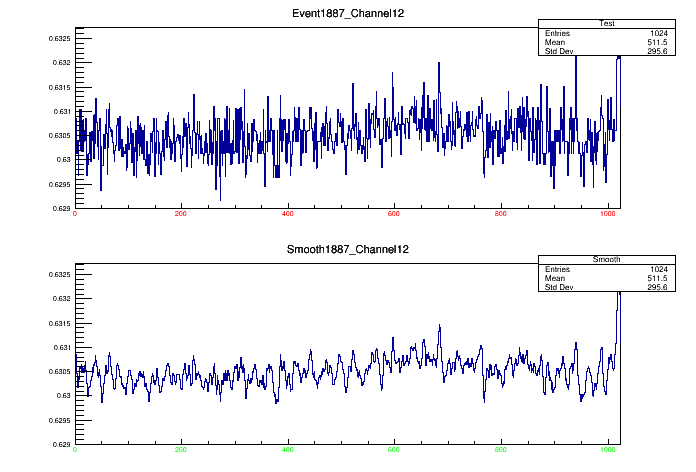 Event1887_Channel12
Test
Entries 1024
Mean 511.5
Std Dev 295.6
0.6325
0.632
0.6315
0.631
0.6305
0.63
0.6295
0.629
0 200 400 600 800 1000
Smooth1887_Channel12
Smooth
Entries 1024
Mean 511.5
Std Dev 295.6
0.6325
0.632
0.6315
0.631
0.6305
0.63
0.6295
0.629
0 200 400 600 800 1000